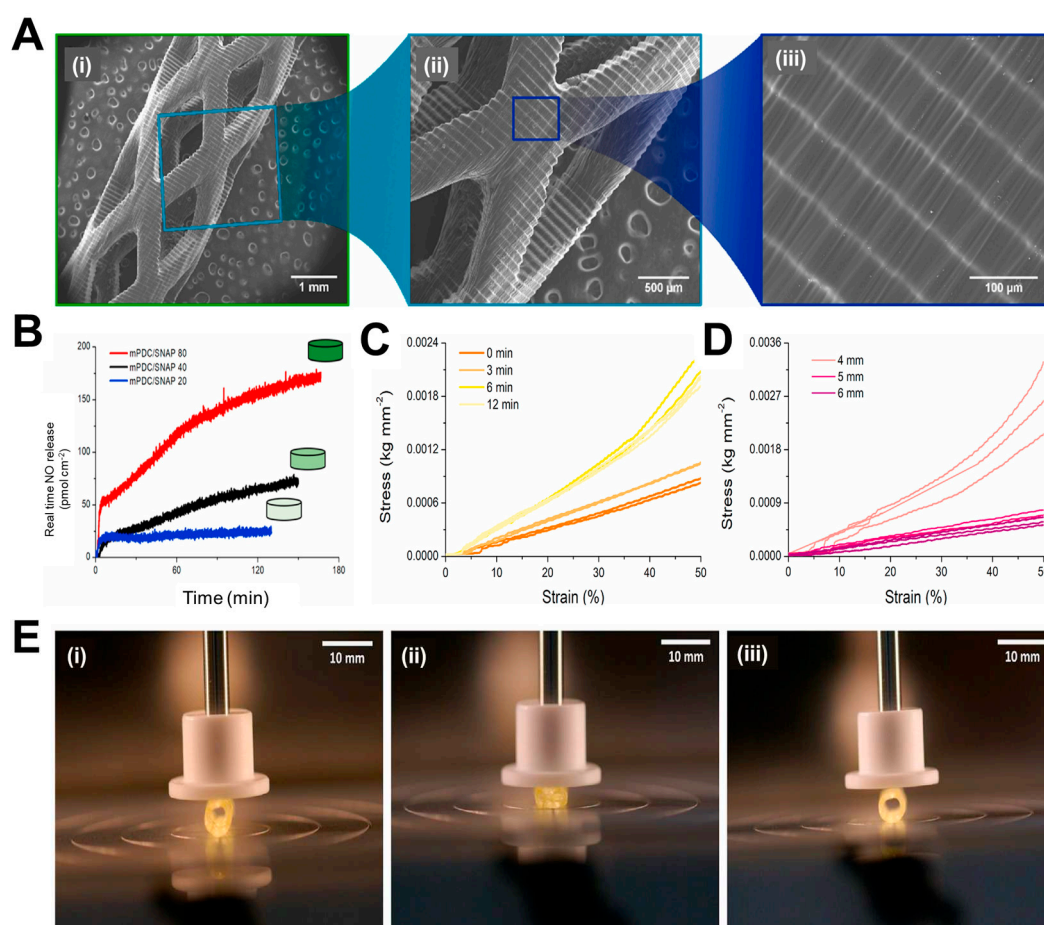 A
(i)
1 mm
(ii)
500 µm
(iii)
100 µm
B
Real time NO release
(pmol cm⁻²)
200
175
150
125
100
75
50
25
0
mPDC/SNAP 80
mPDC/SNAP 40
mPDC/SNAP 20
0 60 120 180
Time (min)
C
Stress (kg mm⁻²)
0.0024
0.0018
0.0012
0.0006
0.0000
0 min
3 min
6 min
12 min
0 10 20 30 40 50
Strain (%)
D
Stress (kg mm⁻²)
0.0036
0.0027
0.0018
0.0009
0.0000
4 mm
5 mm
6 mm
0 10 20 30 40 50
Strain (%)
E
(i)
10 mm
(ii)
10 mm
(iii)
10 mm